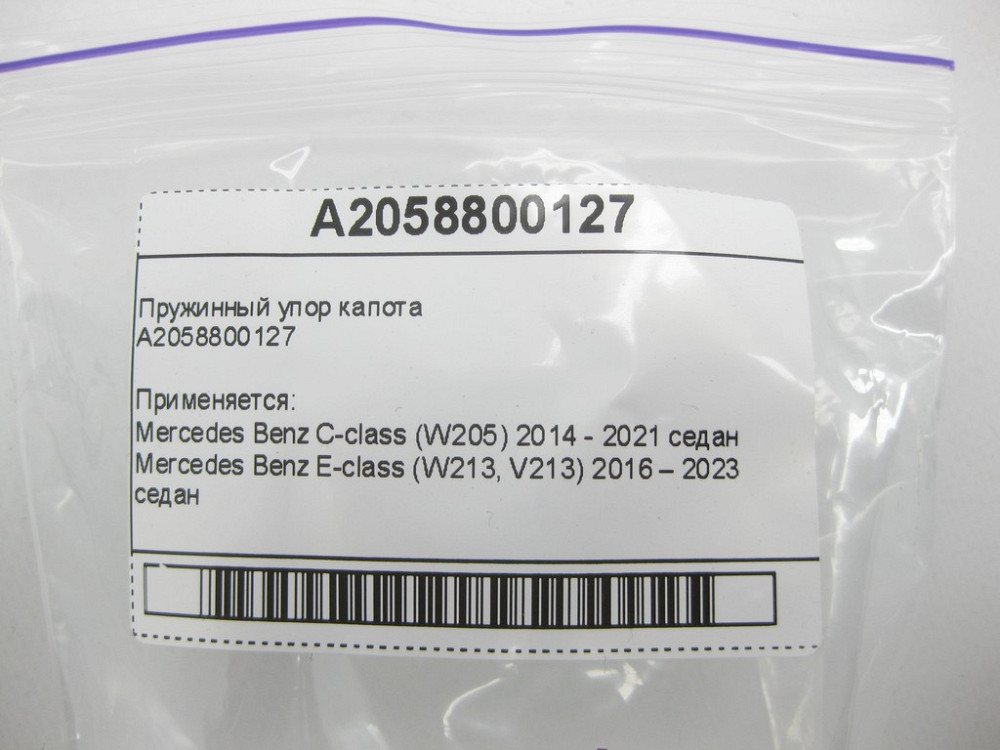 A2058800127
Пружинный упор капота
A2058800127
Применяется:
Mercedes Benz C-class (W205) 2014 - 2021 седан
Mercedes Benz E-class (W213, V213) 2016 – 2023
седан